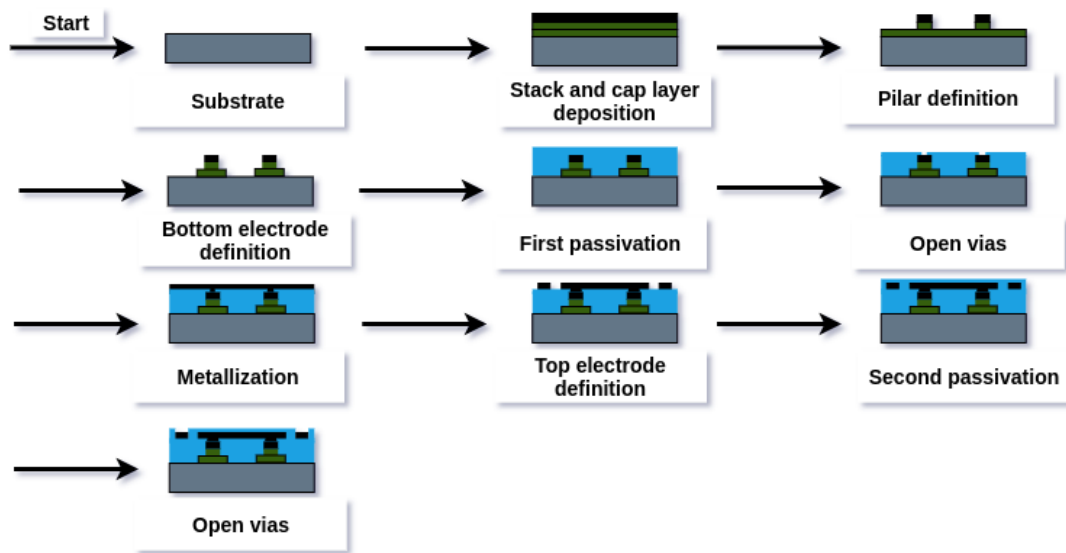 Start
Substrate
Stack and cap layer
deposition
Pilar definition
Bottom electrode
definition
First passivation
Open vias
Metallization
Top electrode
definition
Second passivation
Open vias